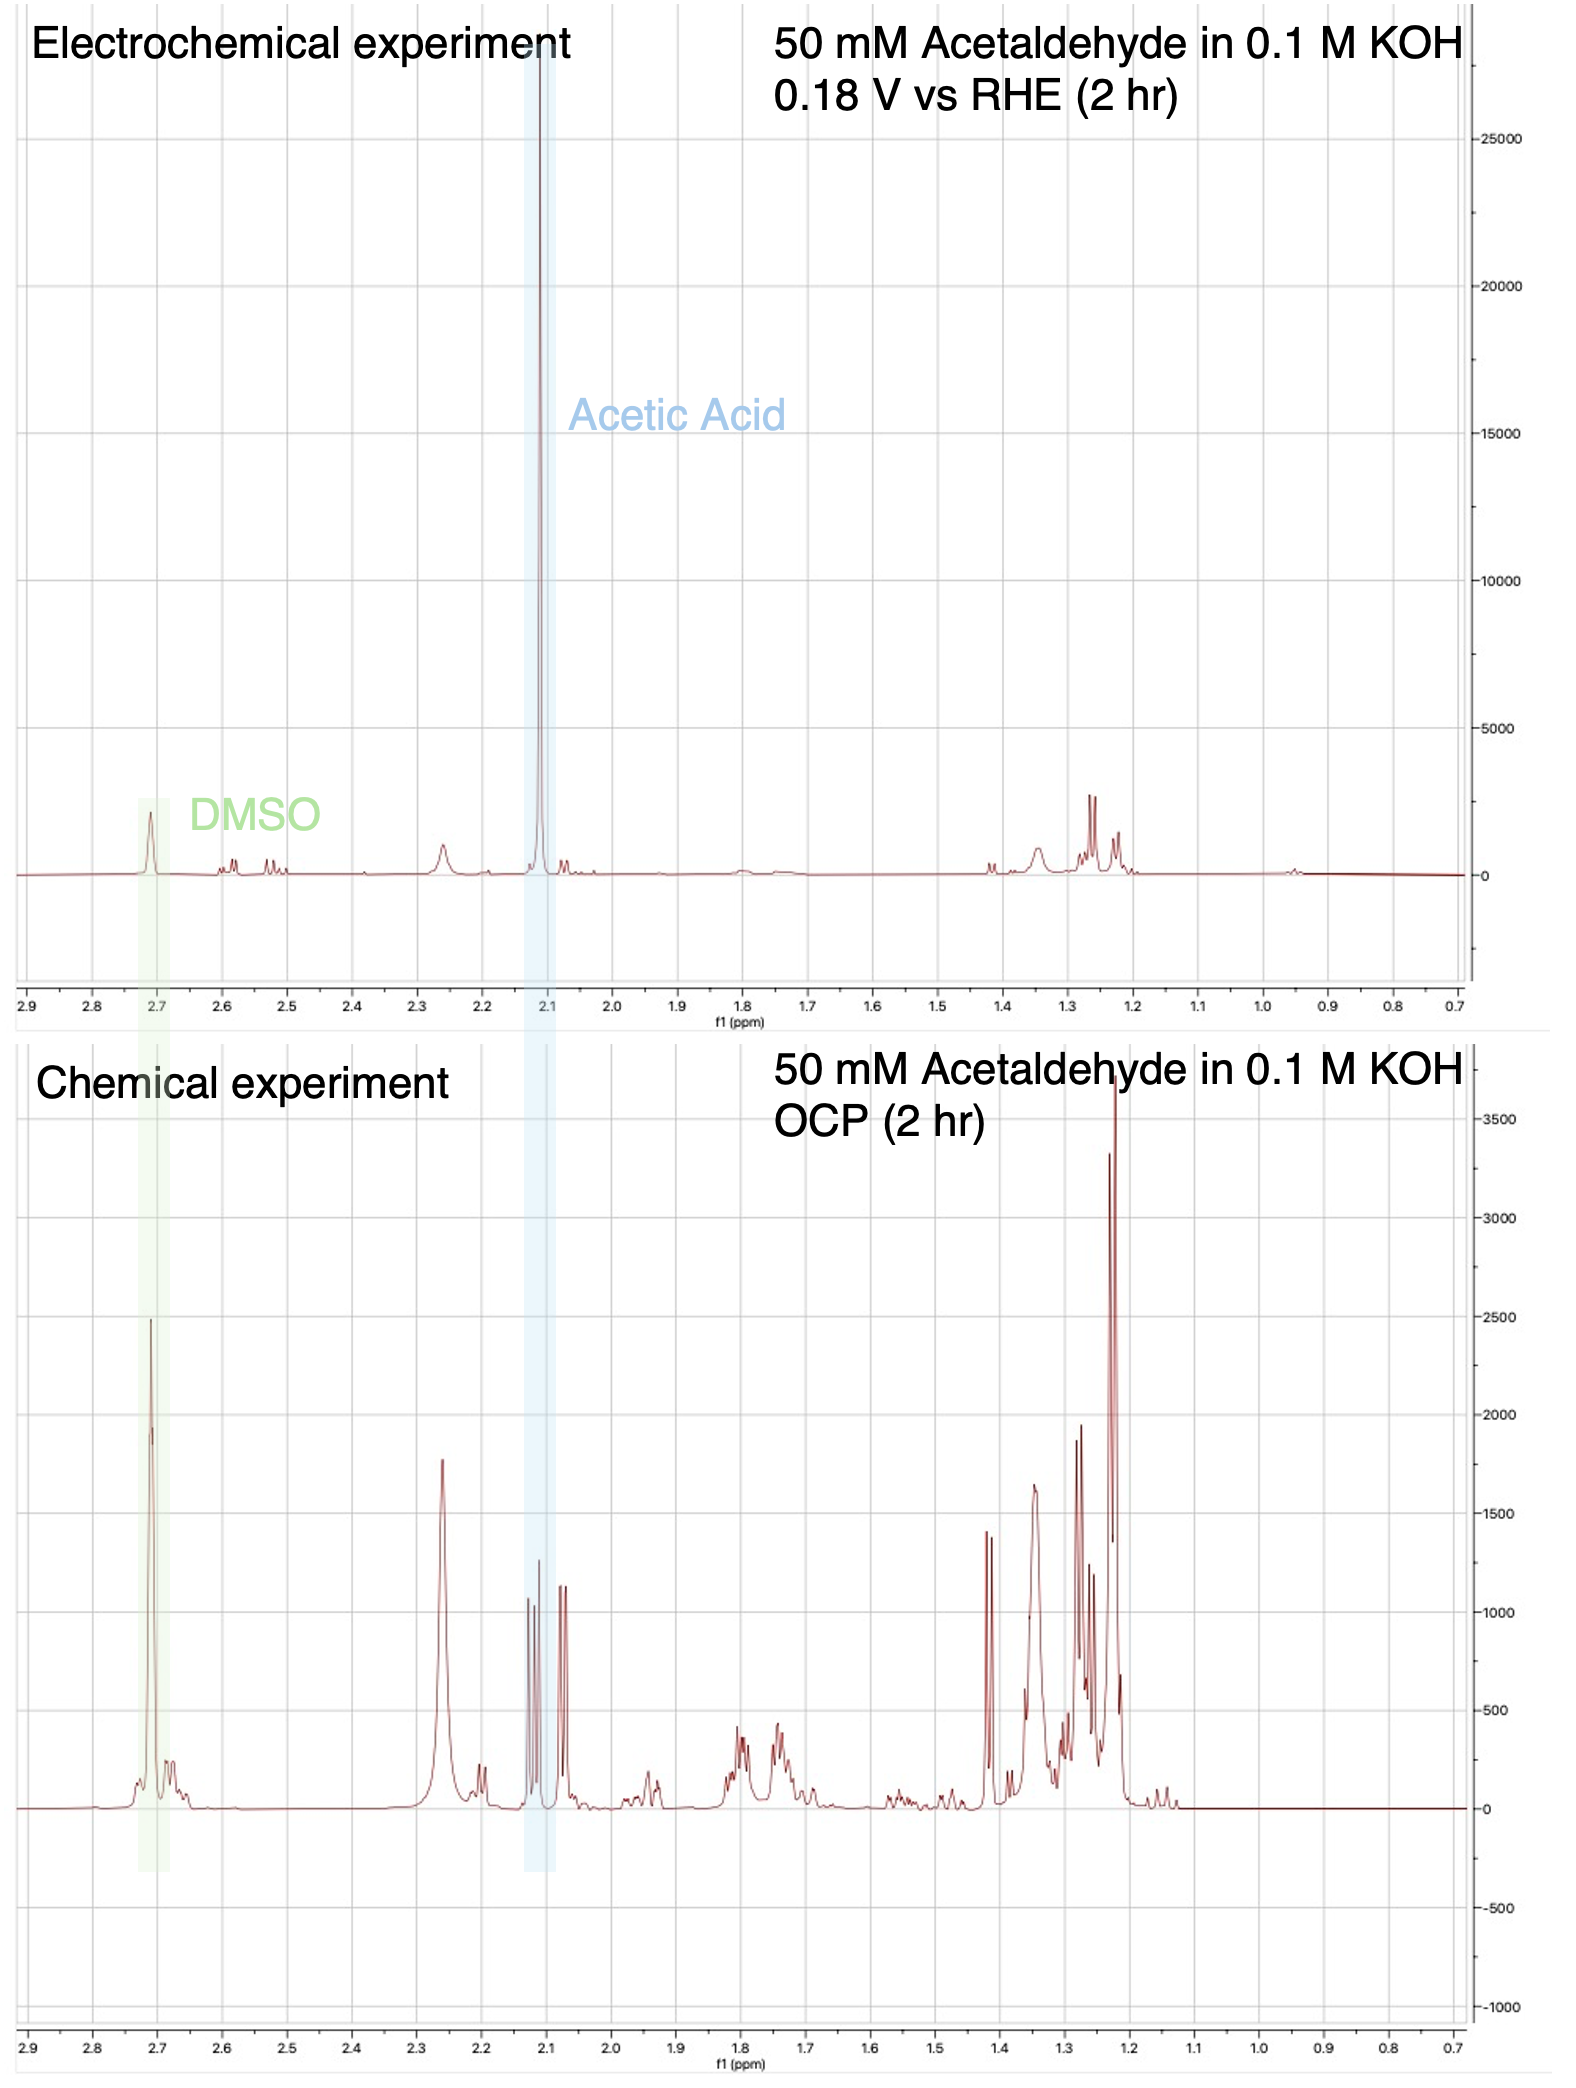 Electrochemical experiment
50 mM Acetaldehyde in 0.1 M KOH
0.18 V vs RHE (2 hr)
25000
20000
Acetic Acid
15000
10000
5000
DMSO
0
2.9 2.8 2.7 2.6 2.5 2.4 2.3 2.2 2.1 2.0 1.9 1.8 1.7 1.6 1.5 1.4 1.3 1.2 1.1 1.0 0.9 0.8 0.7
f1 (ppm)
Chemical experiment
50 mM Acetaldehyde in 0.1 M KOH
OCP (2 hr)
3500
3000
2500
2000
1500
1000
500
0
-500
-1000
2.9 2.8 2.7 2.6 2.5 2.4 2.3 2.2 2.1 2.0 1.9 1.8 1.7 1.6 1.5 1.4 1.3 1.2 1.1 1.0 0.9 0.8 0.7
f1 (ppm)